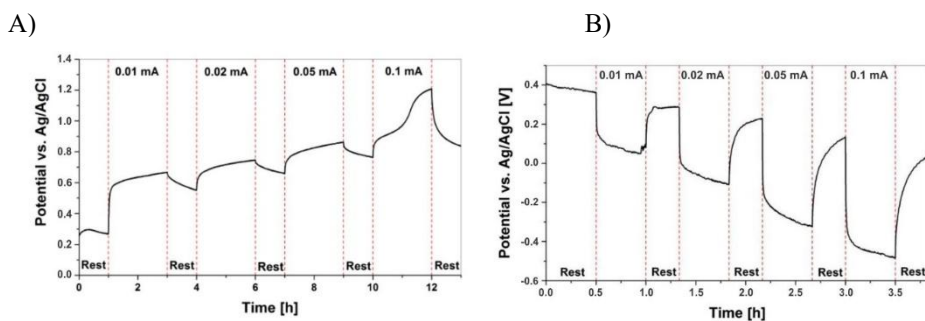 A)
B)
1.4
1.2
1.0
0.8
0.6
0.4
0.2
0.0
0.01 mA
0.02 mA
0.05 mA
0.1 mA
Rest
Rest
Rest
Rest
Rest
0
2
4
6
8
10
12
Potential vs. Ag/AgCl
Time [h]
0.4
0.2
0.0
-0.2
-0.4
-0.6
0.01 mA
0.02 mA
0.05 mA
0.1 mA
Rest
Rest
Rest
Rest
Rest
0.0
0.5
1.0
1.5
2.0
2.5
3.0
3.5
Potential vs. Ag/AgCl [V]
Time [h]